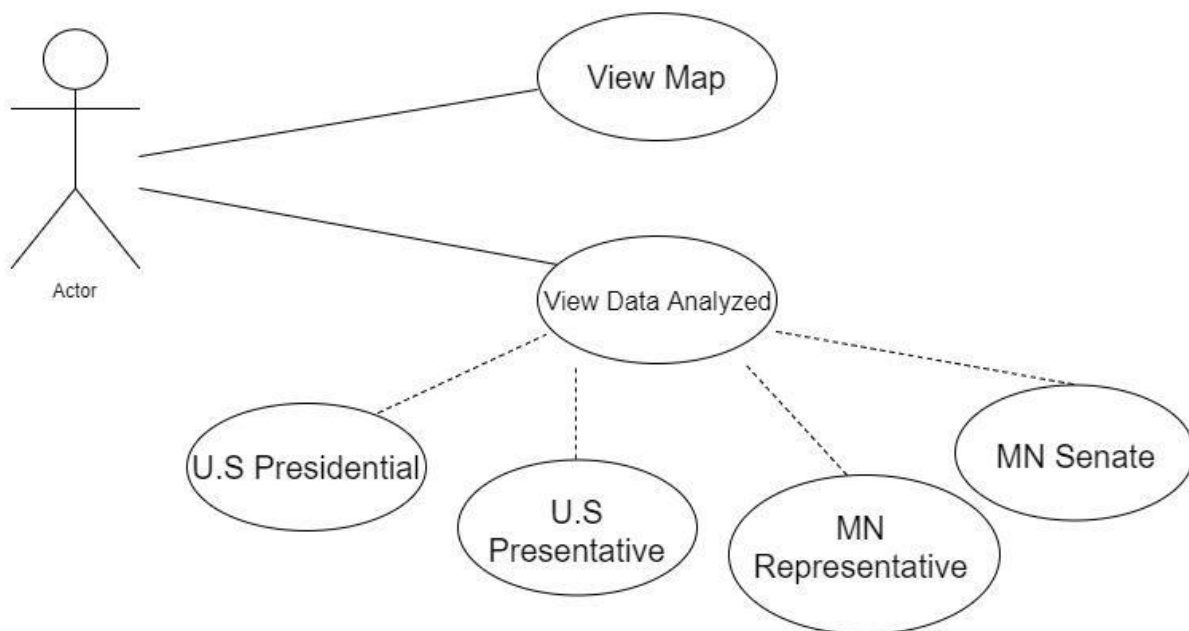 View Map
Actor
View Data Analyzed
U.S Presidential
U.S
Presentative
MN
Representative
MN Senate